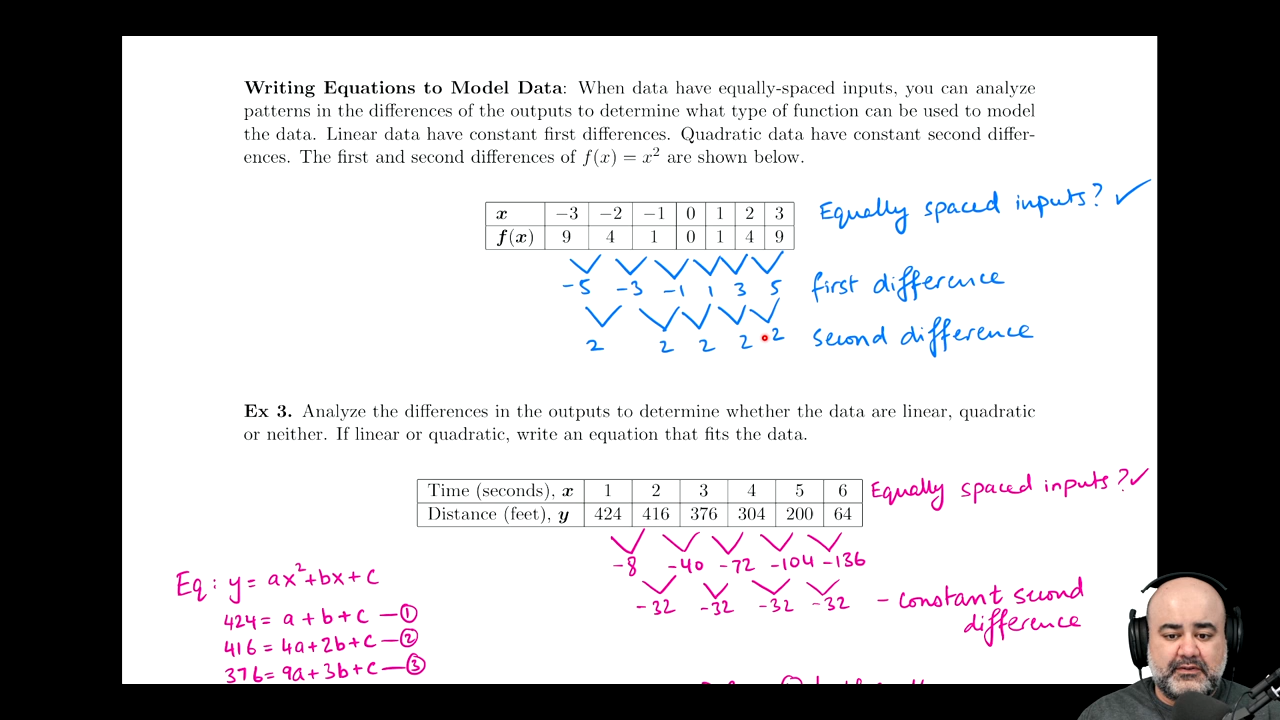 Writing Equations to Model Data: When data have equally-spaced inputs, you can analyze
patterns in the differences of the outputs to determine what type of function can be used to model
the data. Linear data have constant first differences. Quadratic data have constant second differ-
ences. The first and second differences of f(x) = x² are shown below.
x −3 −2 −1 0 1 2 3
f(x) 9 4 1 0 1 4 9
Equally spaced inputs? ✓
-5 -3 -1 1 3 5 first difference
2 2 2 2 2 second difference
Ex 3. Analyze the differences in the outputs to determine whether the data are linear, quadratic
or neither. If linear or quadratic, write an equation that fits the data.
Time (seconds), x 1 2 3 4 5 6
Distance (feet), y 424 416 376 304 200 64
Equally spaced inputs? ✓
-8 -40 -72 -104 -136
-32 -32 -32 -32 - constant second
difference
Eq: y = ax²+bx+c
424 = a + b + c —①
416 = 4a+2b+c —②
376 = 9a+3b+c —③